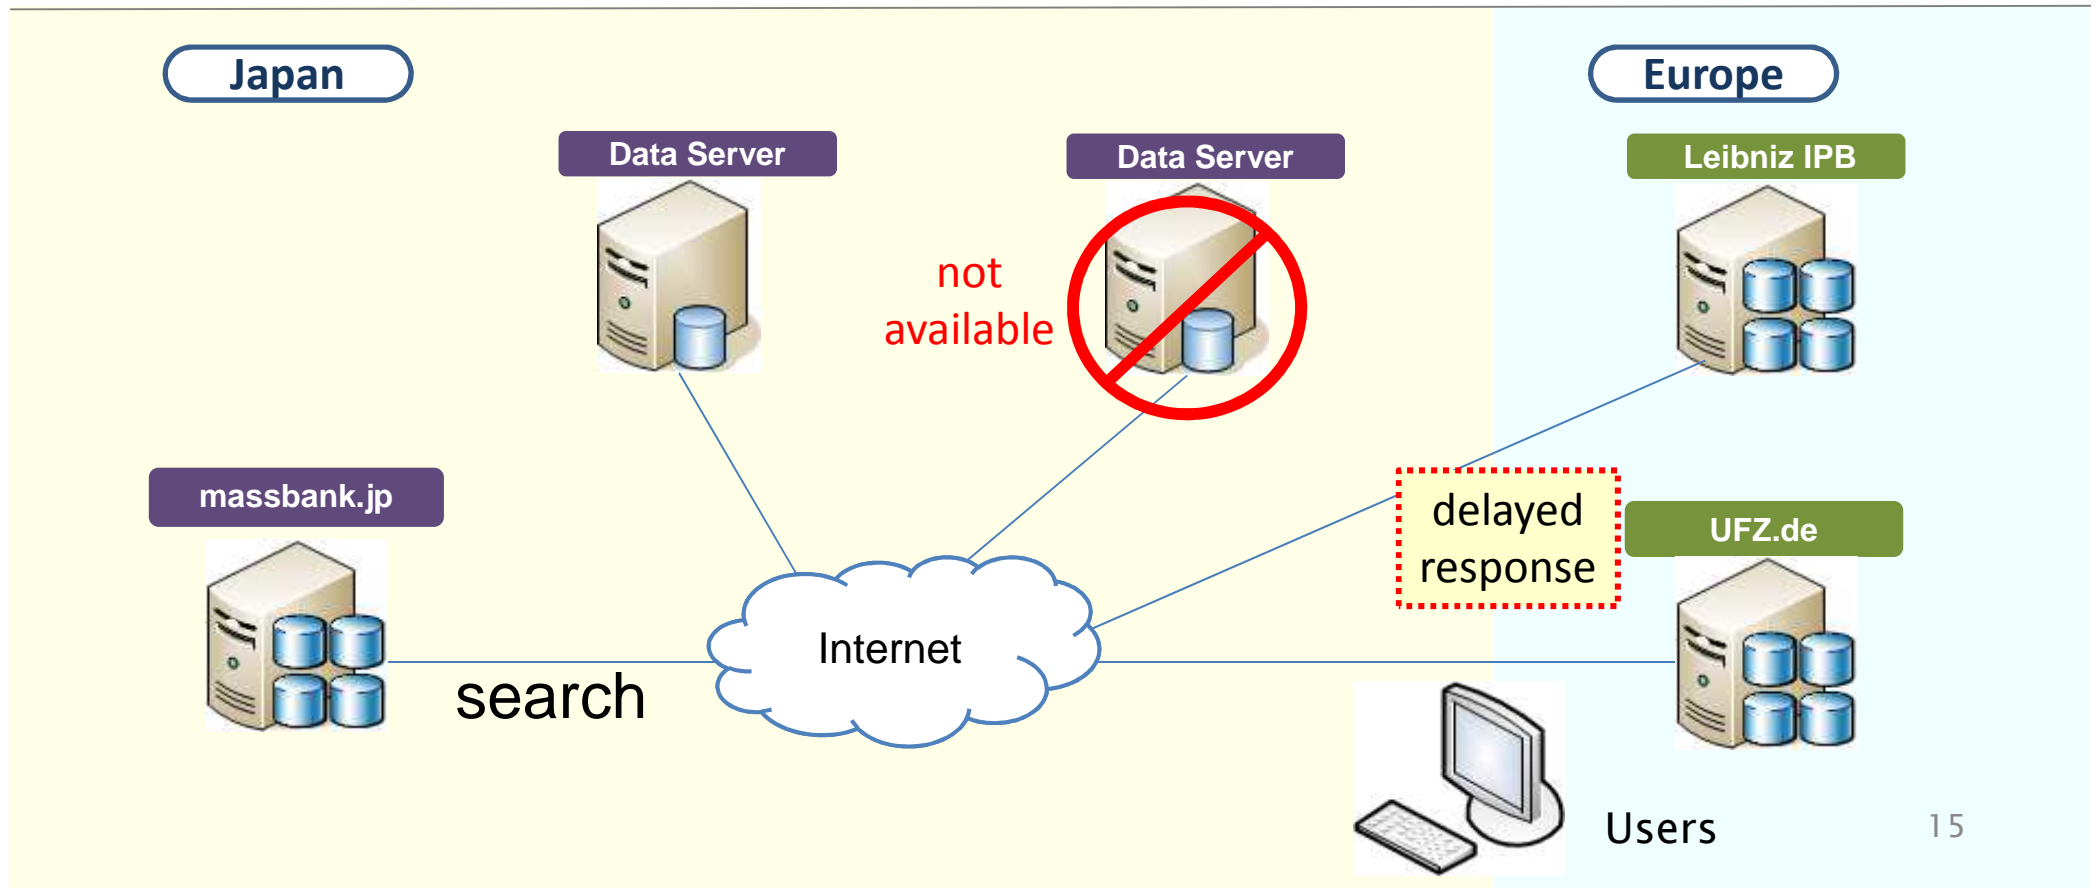 Japan
Europe
Data Server
Data Server
Leibniz IPB
not
available
massbank.jp
delayed
response
UFZ.de
Internet
search
Users
15